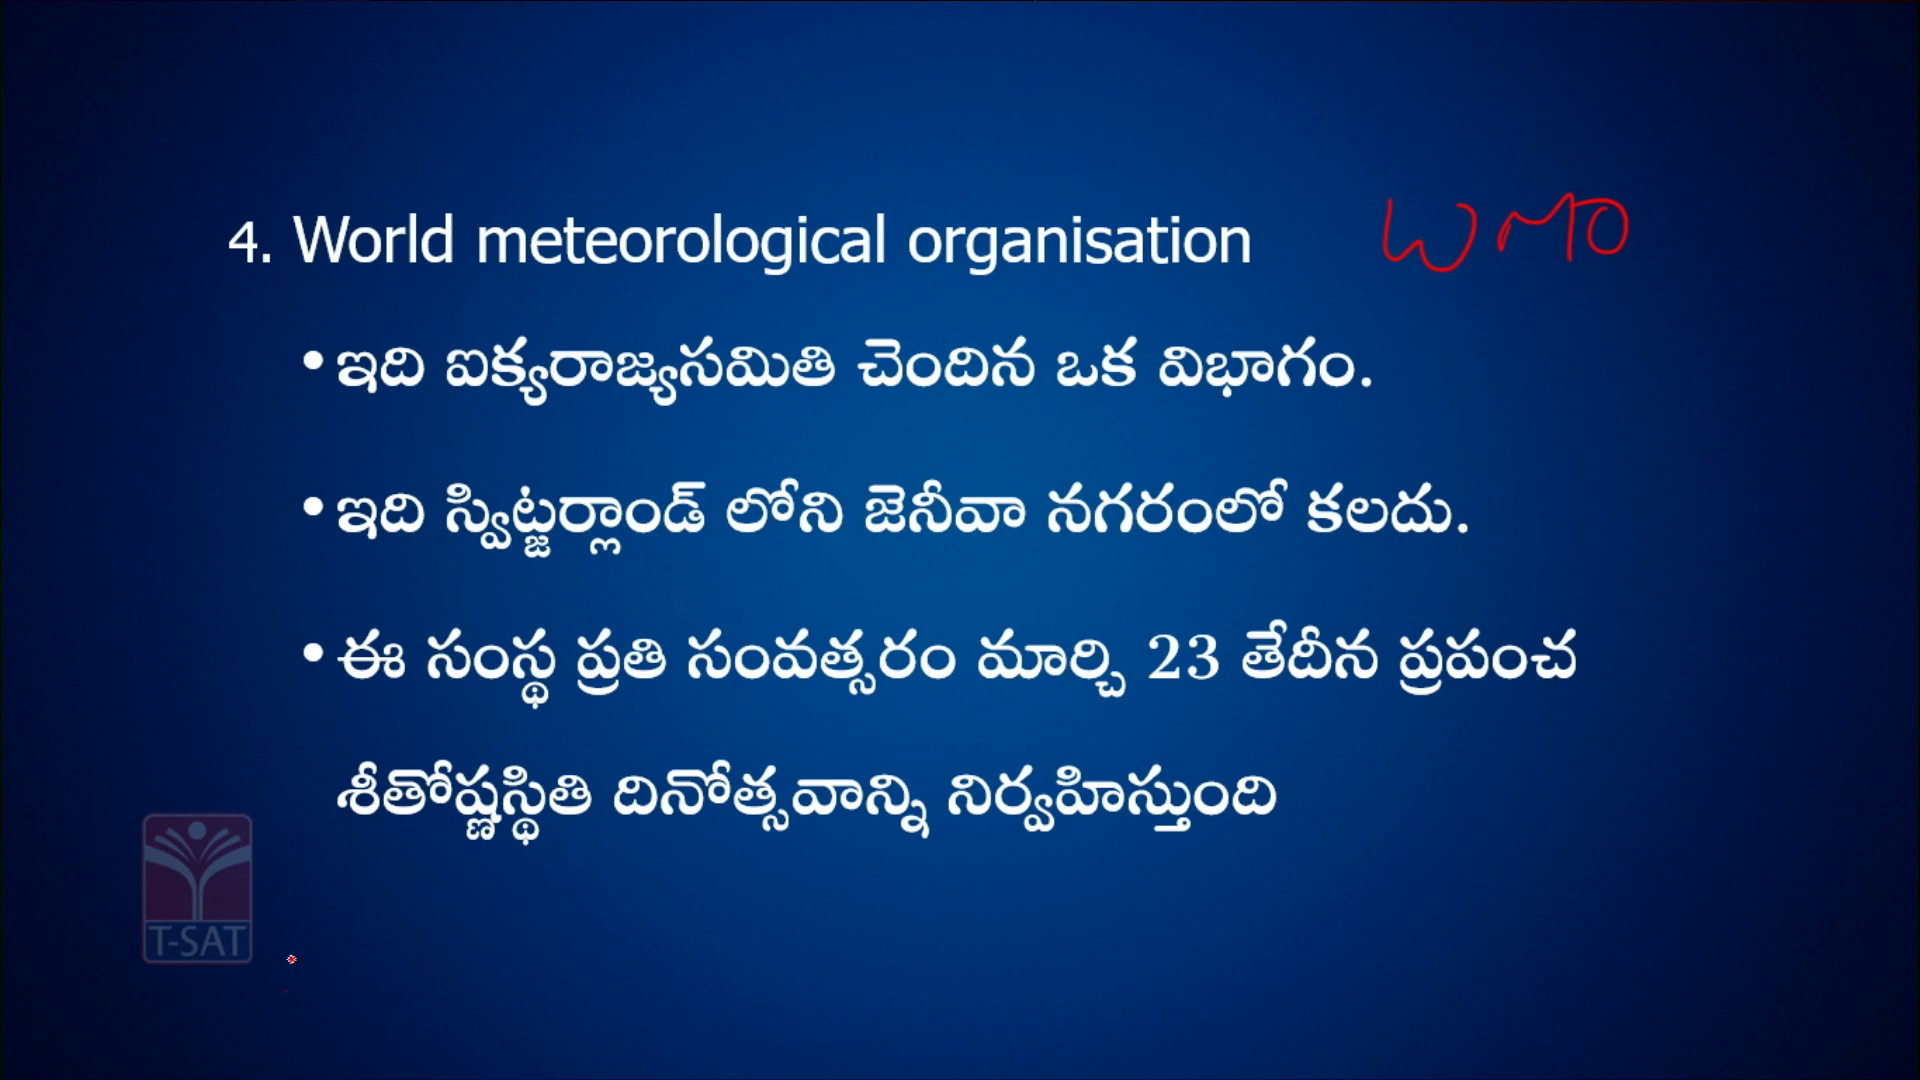 4. World meteorological organisation WMO
• ఇది ఐక్యరాజ్యసమితి చెందిన ఒక విభాగం.
• ఇది స్విట్జర్లాండ్ లోని జెనీవా నగరంలో కలదు.
• ఈ సంస్థ ప్రతి సంవత్సరం మార్చి 23 తేదీన ప్రపంచ
శీతోష్ణస్థితి దినోత్సవాన్ని నిర్వహిస్తుంది
T-SAT